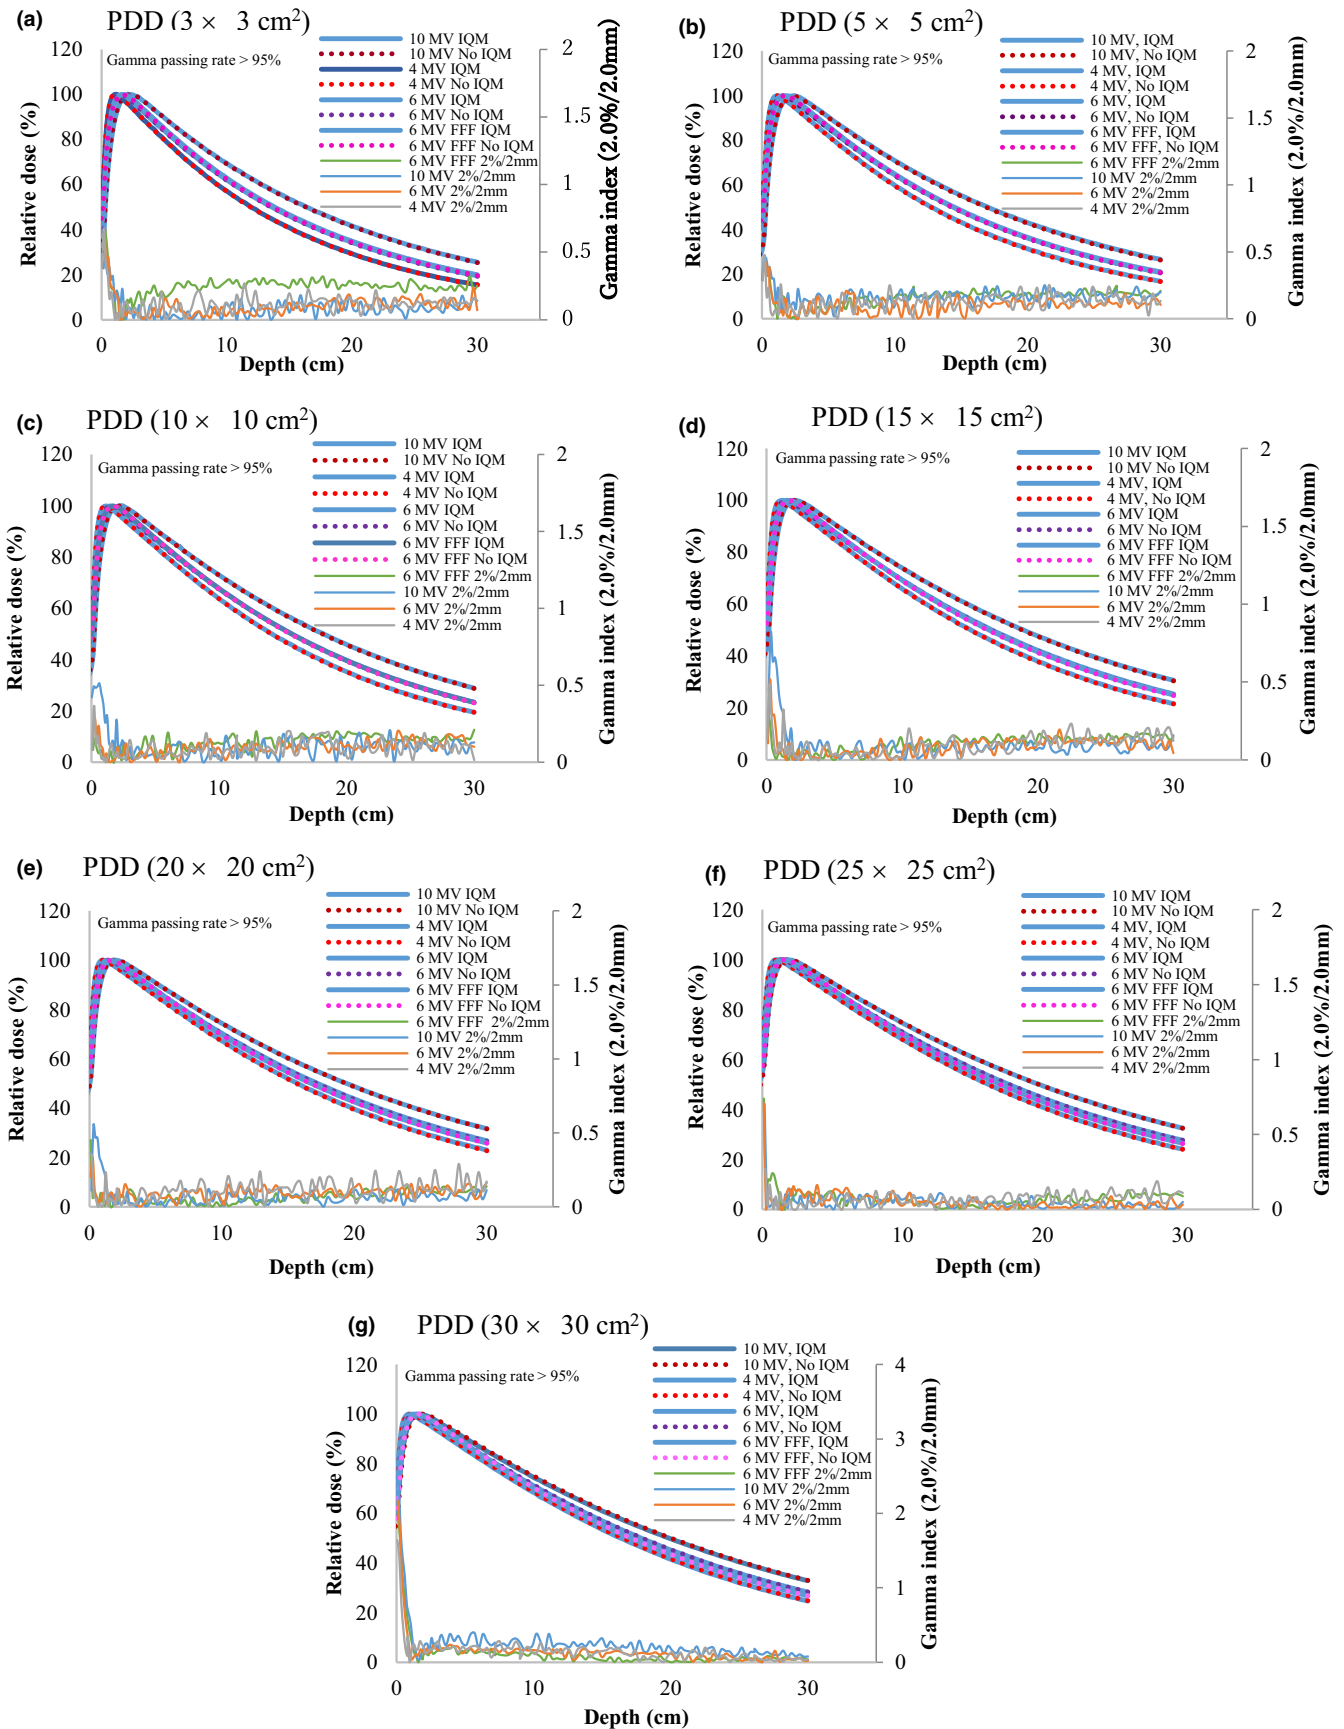 (a) PDD (3 × 3 cm²)
Gamma passing rate > 95%
10 MV IQM
10 MV No IQM
4 MV IQM
4 MV No IQM
6 MV IQM
6 MV No IQM
6 MV FFF IQM
6 MV FFF No IQM
6 MV FFF 2%/2mm
10 MV 2%/2mm
6 MV 2%/2mm
4 MV 2%/2mm
Relative dose (%)
120
100
80
60
40
20
0
0 10 20 30
Depth (cm)
2
1.5
1
0.5
0
Gamma index (2.0%/2.0mm)
(b) PDD (5 × 5 cm²)
Gamma passing rate > 95%
10 MV, IQM
10 MV, No IQM
4 MV, IQM
4 MV, No IQM
6 MV, IQM
6 MV, No IQM
6 MV FFF, IQM
6 MV FFF, No IQM
6 MV FFF 2%/2mm
10 MV 2%/2mm
6 MV 2%/2mm
4 MV 2%/2mm
Relative dose (%)
120
100
80
60
40
20
0
0 10 20 30
Depth (cm)
2
1.5
1
0.5
0
Gamma index (2.0%/2.0mm)
(c) PDD (10 × 10 cm²)
Gamma passing rate > 95%
10 MV IQM
10 MV No IQM
4 MV IQM
4 MV No IQM
6 MV IQM
6 MV No IQM
6 MV FFF IQM
6 MV FFF No IQM
6 MV FFF 2%/2mm
10 MV 2%/2mm
6 MV 2%/2mm
4 MV 2%/2mm
Relative dose (%)
120
100
80
60
40
20
0
0 10 20 30
Depth (cm)
2
1.5
1
0.5
0
Gamma index (2.0%/2.0mm)
(d) PDD (15 × 15 cm²)
Gamma passing rate > 95%
10 MV IQM
10 MV No IQM
4 MV, IQM
4 MV, No IQM
6 MV IQM
6 MV No IQM
6 MV FFF IQM
6 MV FFF No IQM
6 MV FFF 2%/2mm
10 MV 2%/2mm
6 MV 2%/2mm
4 MV 2%/2mm
Relative dose (%)
120
100
80
60
40
20
0
0 10 20 30
Depth (cm)
2
1.5
1
0.5
0
Gamma index (2.0%/2.0mm)
(e) PDD (20 × 20 cm²)
Gamma passing rate > 95%
10 MV IQM
10 MV No IQM
4 MV IQM
4 MV No IQM
6 MV IQM
6 MV No IQM
6 MV FFF IQM
6 MV FFF No IQM
6 MV FFF 2%/2mm
10 MV 2%/2mm
6 MV 2%/2mm
4 MV 2%/2mm
Relative dose (%)
120
100
80
60
40
20
0
0 10 20 30
Depth (cm)
2
1.5
1
0.5
0
Gamma index (2.0%/2.0mm)
(f) PDD (25 × 25 cm²)
Gamma passing rate > 95%
10 MV IQM
10 MV No IQM
4 MV, IQM
4 MV, No IQM
6 MV IQM
6 MV No IQM
6 MV FFF IQM
6 MV FFF No IQM
6 MV FFF 2%/2mm
10 MV 2%/2mm
6 MV 2%/2mm
4 MV 2%/2mm
Relative dose (%)
120
100
80
60
40
20
0
0 10 20 30
Depth (cm)
2
1.5
1
0.5
0
Gamma index (2.0%/2.0mm)
(g) PDD (30 × 30 cm²)
Gamma passing rate > 95%
10 MV, IQM
10 MV, No IQM
4 MV, IQM
4 MV, No IQM
6 MV, IQM
6 MV, No IQM
6 MV FFF, IQM
6 MV FFF, No IQM
6 MV FFF 2%/2mm
10 MV 2%/2mm
6 MV 2%/2mm
4 MV 2%/2mm
Relative dose (%)
120
100
80
60
40
20
0
0 10 20 30
Depth (cm)
4
3
2
1
0
Gamma index (2.0%/2.0mm)